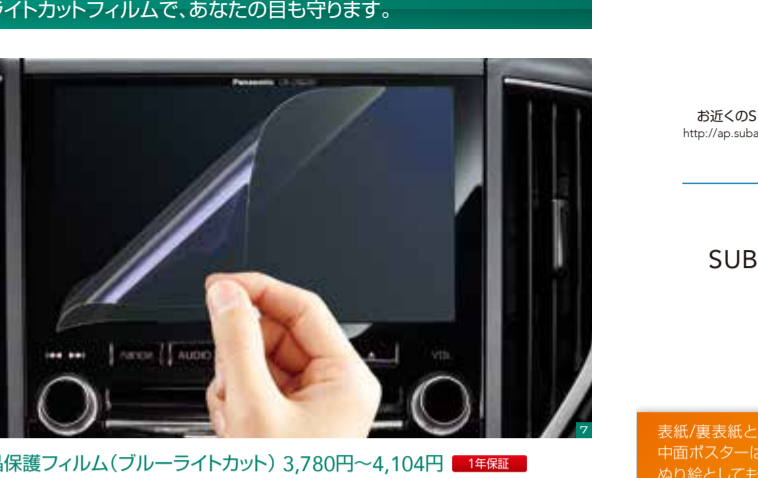 イトカットフィルムで、あなたの目も守ります。
Panasonic
AUDIO
VOL
7
保護フィルム(ブルーライトカット) 3,780円〜4,104円 1年保証
お近くのS
http://ap.suba
SUB
表紙/裏表紙と
中面ポスターは
ぬり絵としても